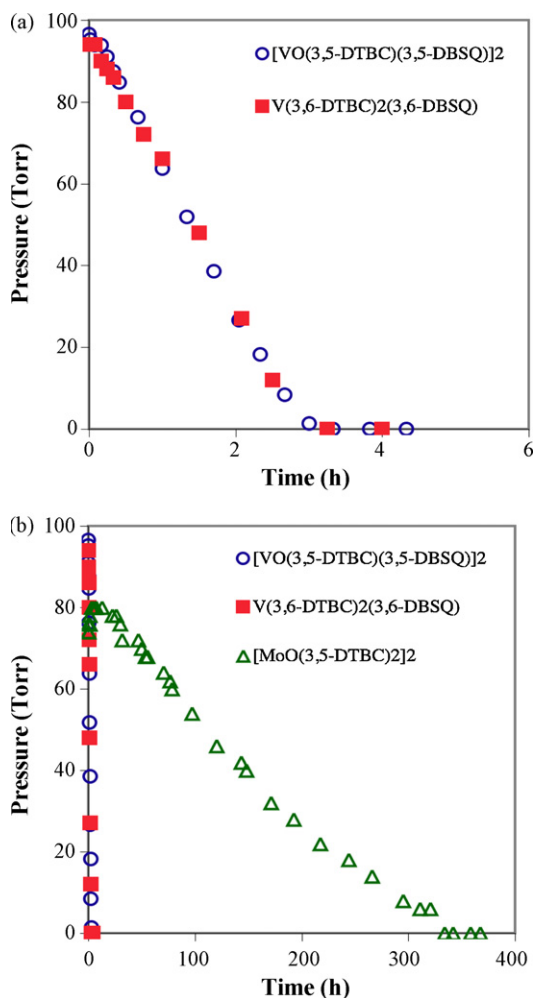 (a)
100
80
60
40
20
0
Pressure (Torr)
[VO(3,5-DTBC)(3,5-DBSQ)]2
V(3,6-DTBC)2(3,6-DBSQ)
0 2 4 6
Time (h)
(b)
100
80
60
40
20
0
Pressure (Torr)
[VO(3,5-DTBC)(3,5-DBSQ)]2
V(3,6-DTBC)2(3,6-DBSQ)
[MoO(3,5-DTBC)2]2
0 100 200 300 400
Time (h)